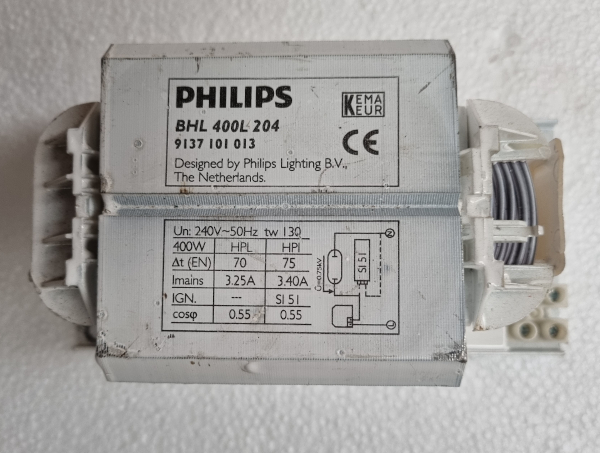 PHILIPS
KEMA
KEUR
BHL 400L 204
9137 101 013
CE
Designed by Philips Lighting B.V.,
The Netherlands.
Un: 240V~50Hz tw 130
400W HPL HPI
Δt (EN) 70 75
Imains 3.25A 3.40A
IGN. --- SI 51
cosφ 0.55 0.55
Û=0.75kV
SI 51
N
L